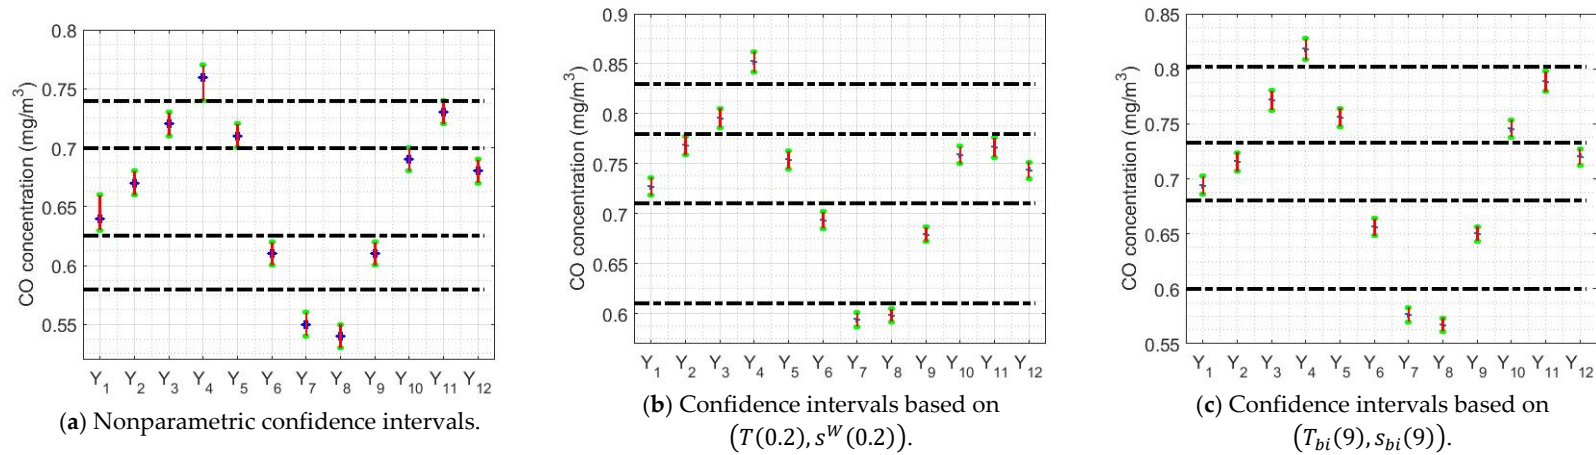 0.8
0.75
0.7
0.65
0.6
0.55
CO concentration (mg/m³)
Y₁ Y₂ Y₃ Y₄ Y₅ Y₆ Y₇ Y₈ Y₉ Y₁₀ Y₁₁ Y₁₂
(a) Nonparametric confidence intervals.
0.9
0.85
0.8
0.75
0.7
0.65
0.6
CO concentration (mg/m³)
Y₁ Y₂ Y₃ Y₄ Y₅ Y₆ Y₇ Y₈ Y₉ Y₁₀ Y₁₁ Y₁₂
(b) Confidence intervals based on
(T(0.2), sᵂ(0.2)).
0.85
0.8
0.75
0.7
0.65
0.6
0.55
CO concentration (mg/m³)
Y₁ Y₂ Y₃ Y₄ Y₅ Y₆ Y₇ Y₈ Y₉ Y₁₀ Y₁₁ Y₁₂
(c) Confidence intervals based on
(T_bi(9), s_bi(9)).